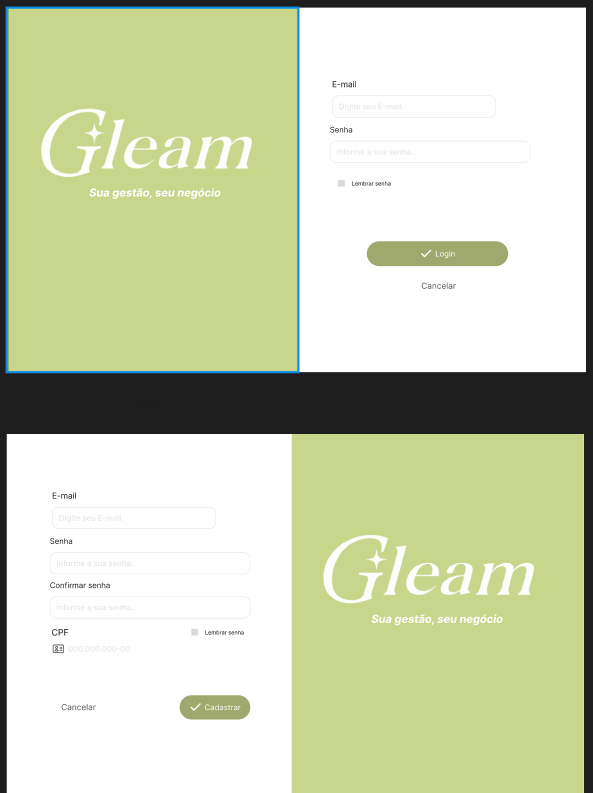 Gleam
Sua gestão, seu negócio
E-mail
Digite seu E-mail.
Senha
Informe a sua senha...
Lembrar senha
Login
Cancelar
E-mail
Digite seu E-mail.
Senha
Informe a sua senha...
Confirmar senha
Informe a sua senha...
CPF
Lembrar senha
000.000.000-00
Cancelar
Cadastrar
Gleam
Sua gestão, seu negócio